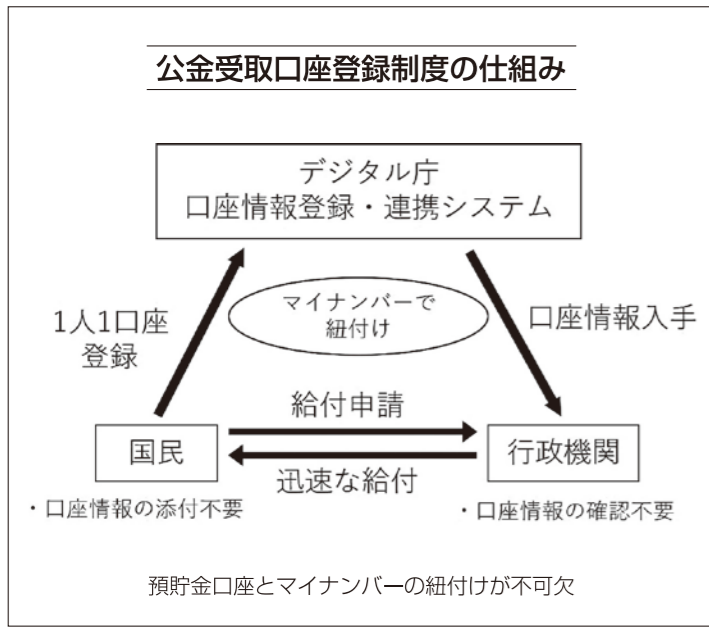 公金受取口座登録制度の仕組み
デジタル庁
口座情報登録・連携システム
マイナンバーで
紐付け
1人1口座
登録
口座情報入手
給付申請
国民
行政機関
迅速な給付
・口座情報の添付不要
・口座情報の確認不要
預貯金口座とマイナンバーの紐付けが不可欠